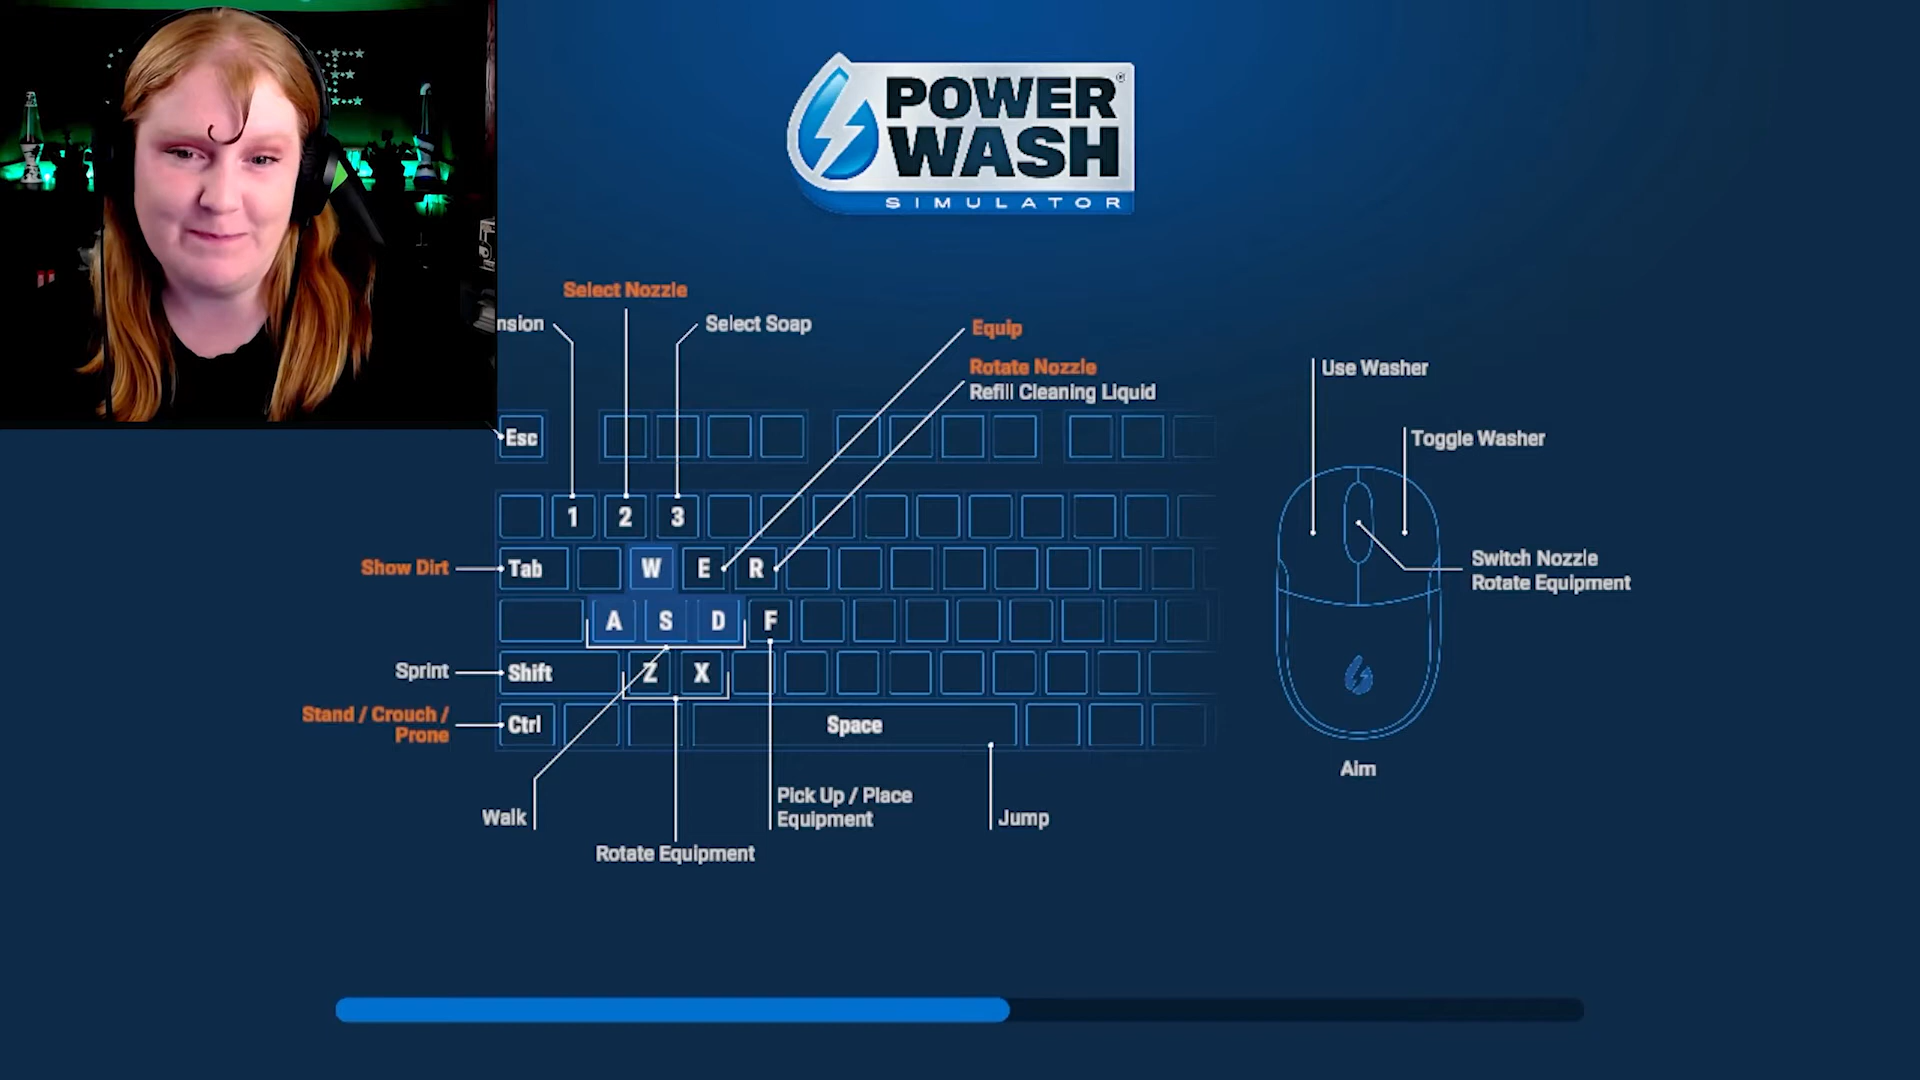 POWER
WASH
SIMULATOR
Select Nozzle
nsion
Select Soap
Equip
Rotate Nozzle
Refill Cleaning Liquid
Use Washer
Toggle Washer
Esc
1 2 3
Show Dirt
Tab W E R
Switch Nozzle
Rotate Equipment
A S D F
Sprint
Shift Z X
Stand / Crouch /
Prone
Ctrl Space
Aim
Pick Up / Place
Equipment
Walk
Jump
Rotate Equipment